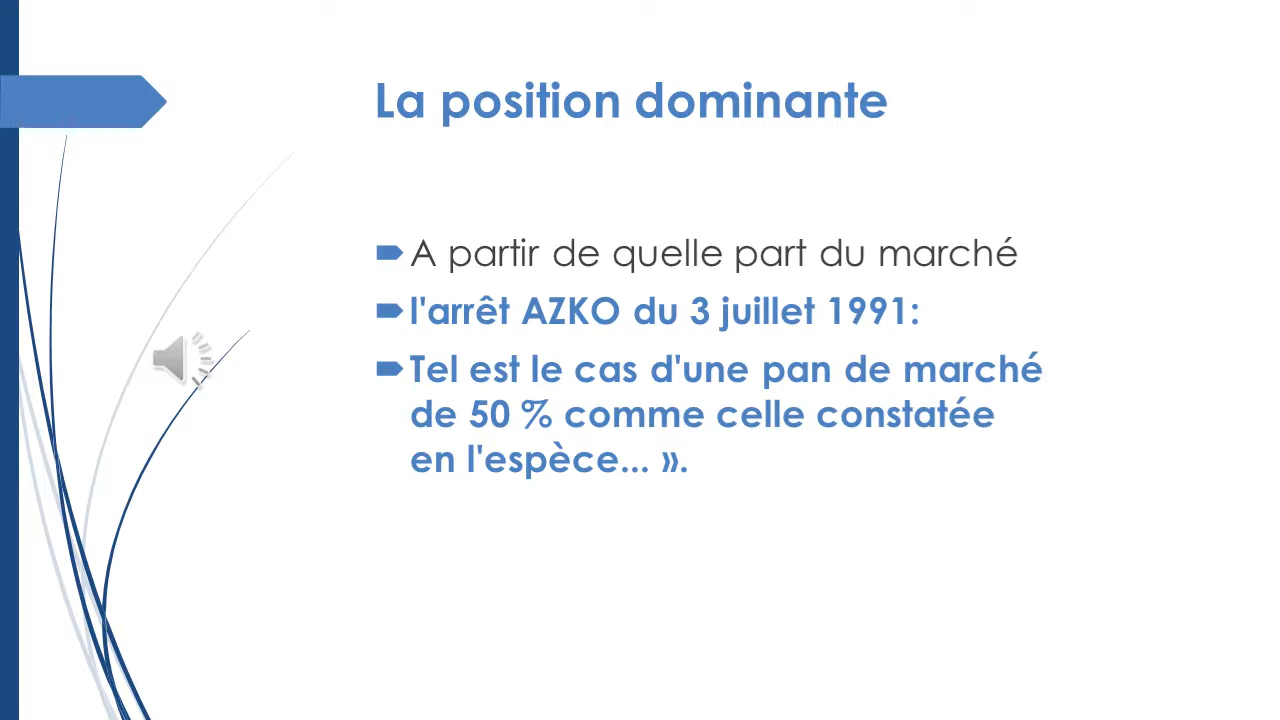 La position dominante
A partir de quelle part du marché
l'arrêt AZKO du 3 juillet 1991:
Tel est le cas d'une pan de marché
de 50 % comme celle constatée
en l'espèce... ».